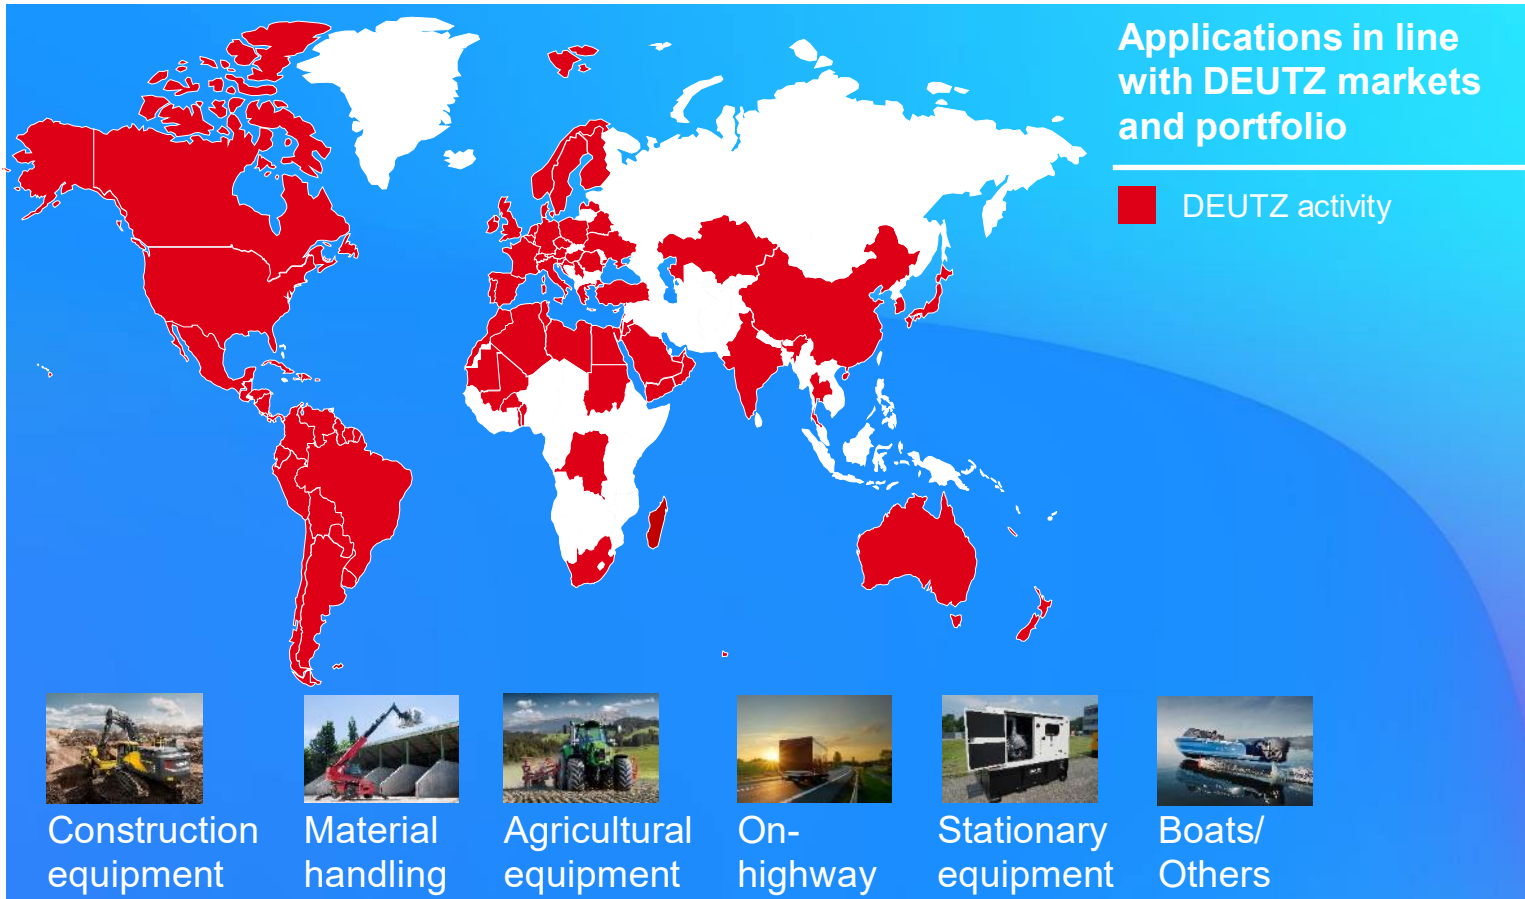 Applications in line
with DEUTZ markets
and portfolio
DEUTZ activity
Construction
equipment
Material
handling
Agricultural
equipment
On-
highway
Stationary
equipment
Boats/
Others